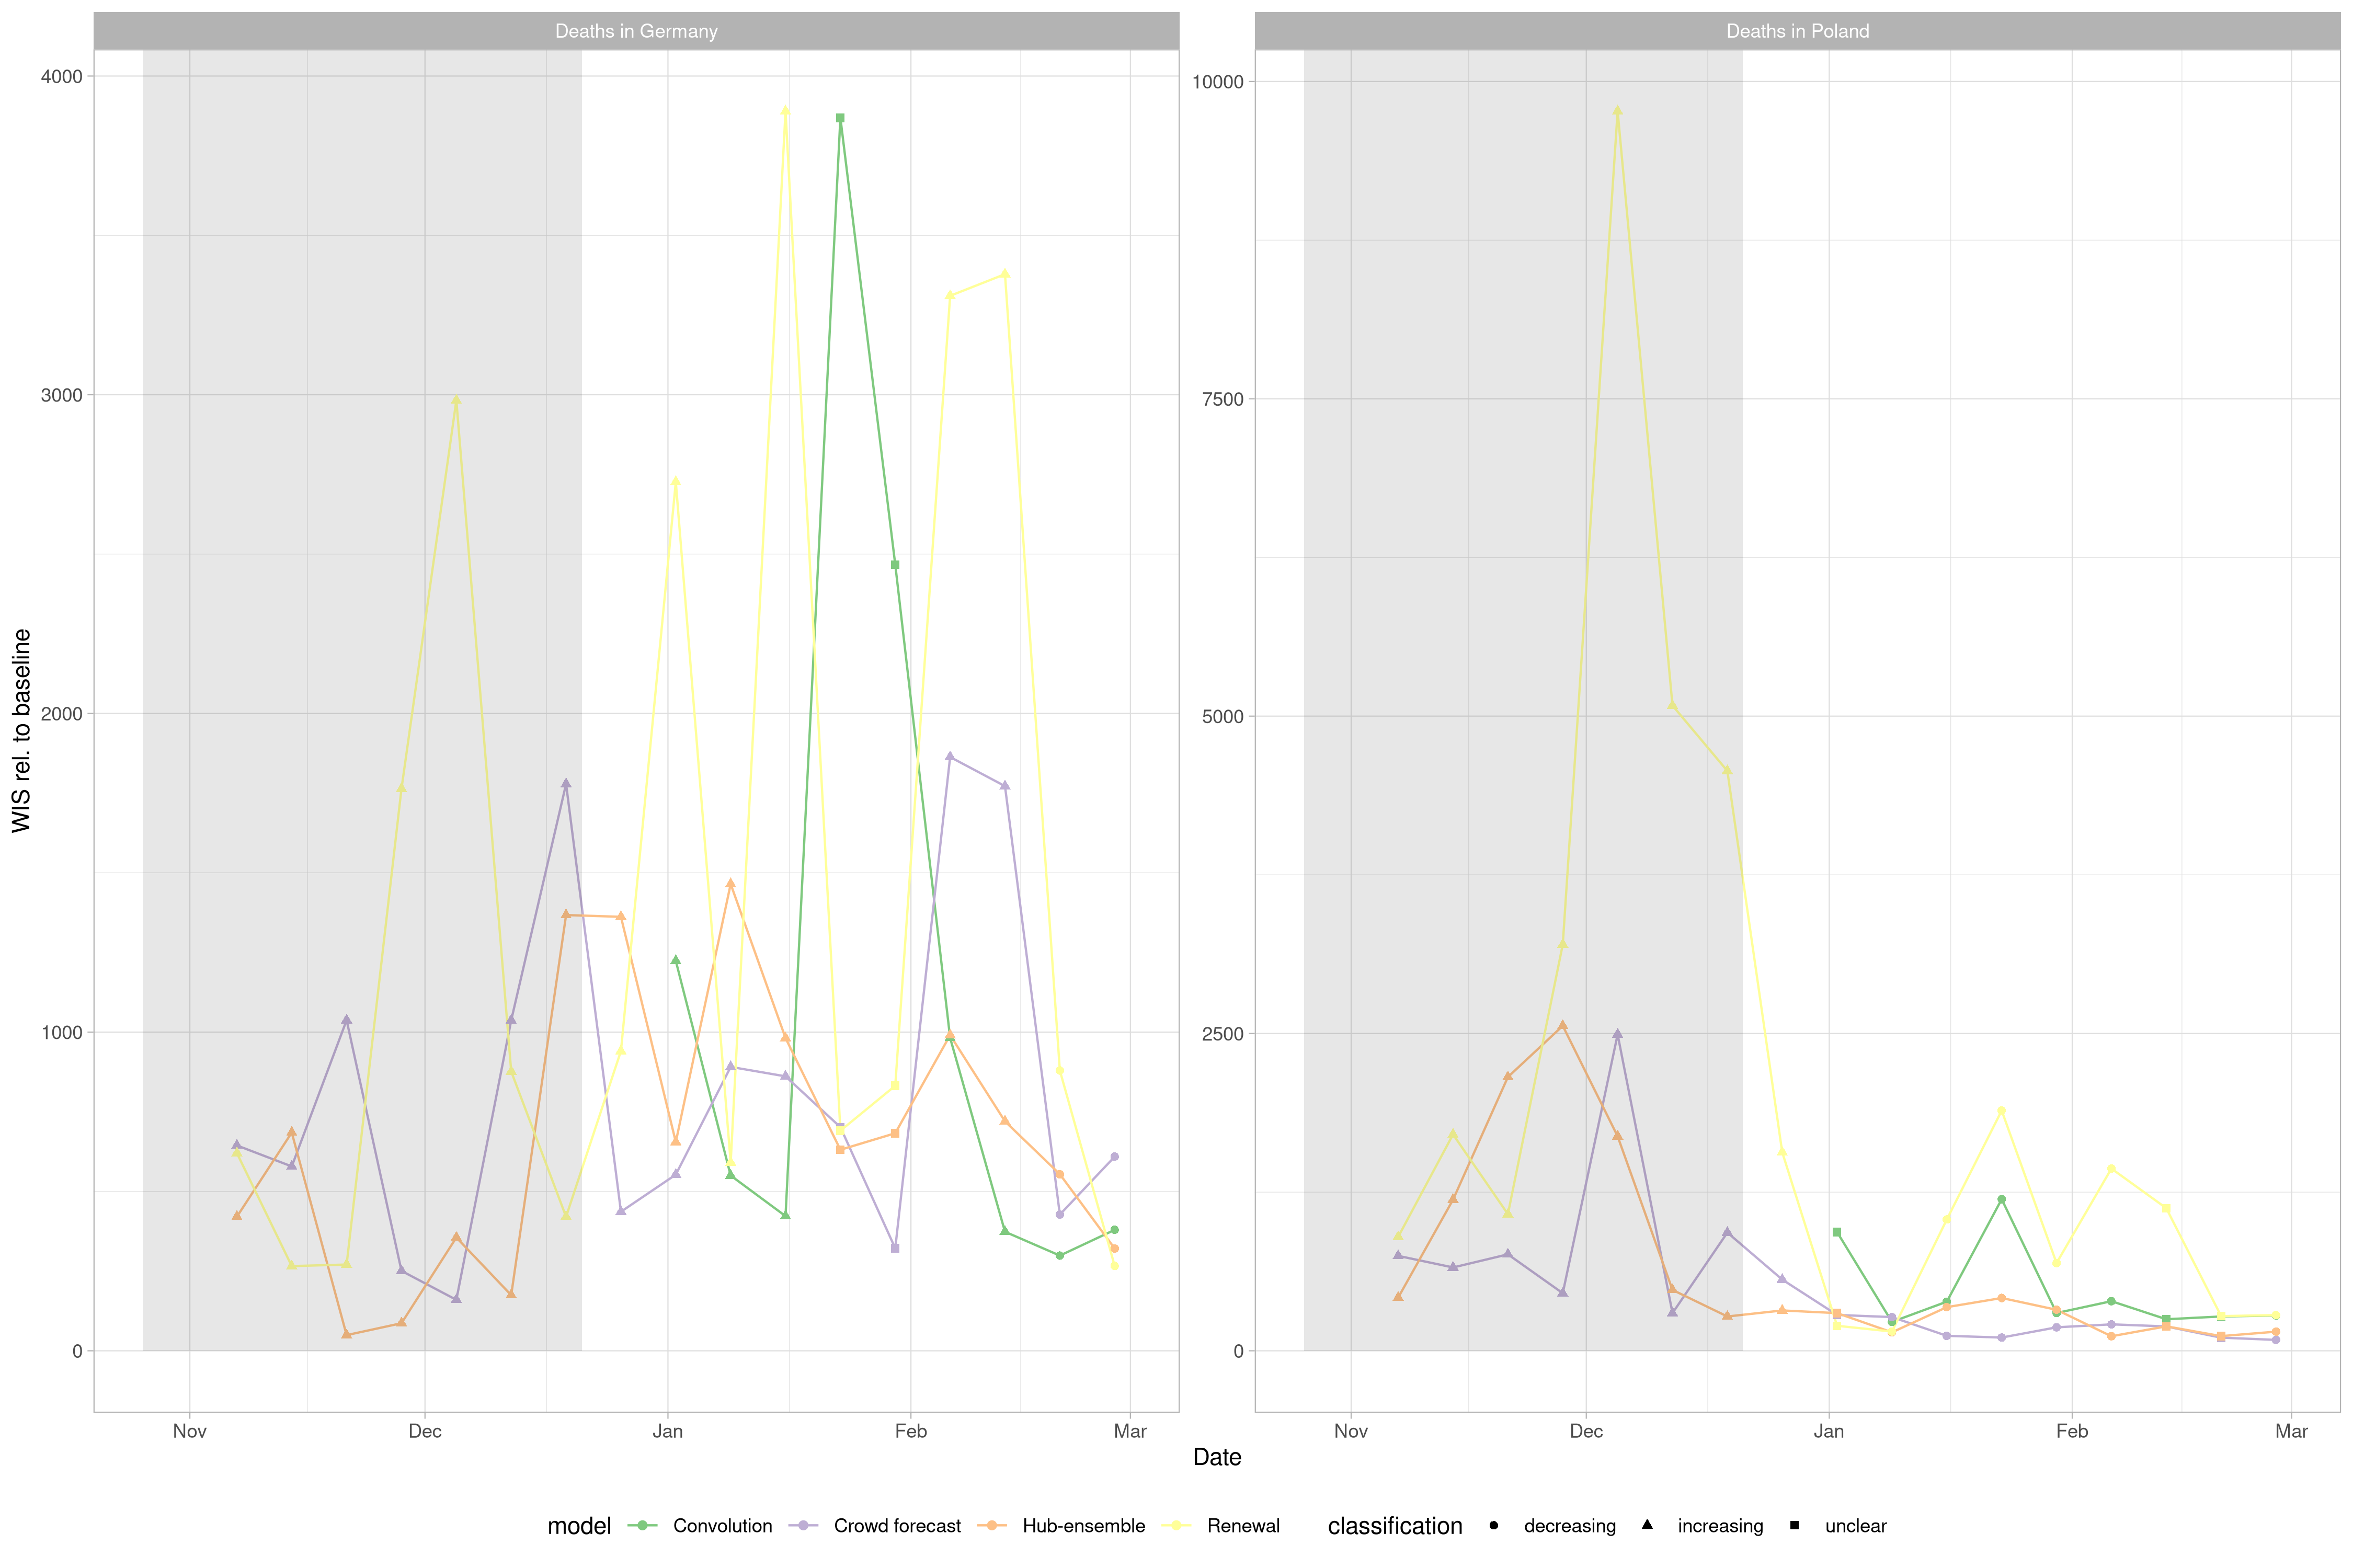 Deaths in Germany
Deaths in Poland
WIS rel. to baseline
4000
3000
2000
1000
0
10000
7500
5000
2500
0
Nov Dec Jan Feb Mar
Nov Dec Jan Feb Mar
Date
model Convolution Crowd forecast Hub-ensemble Renewal classification decreasing increasing unclear